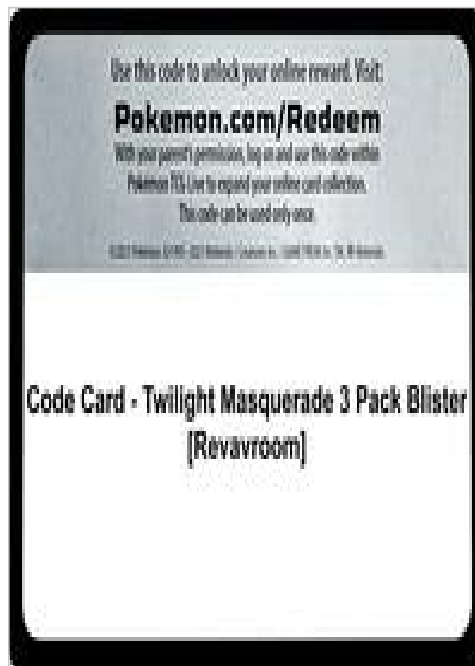 Use this code to unlock your online reward. Visit:
Pokemon.com/Redeem
With your parent's permission, log on and use this code within
Pokémon TCG Live to expand your online card collection.
This code can be used only once.
Code Card - Twilight Masquerade 3 Pack Blister
[Revavroom]